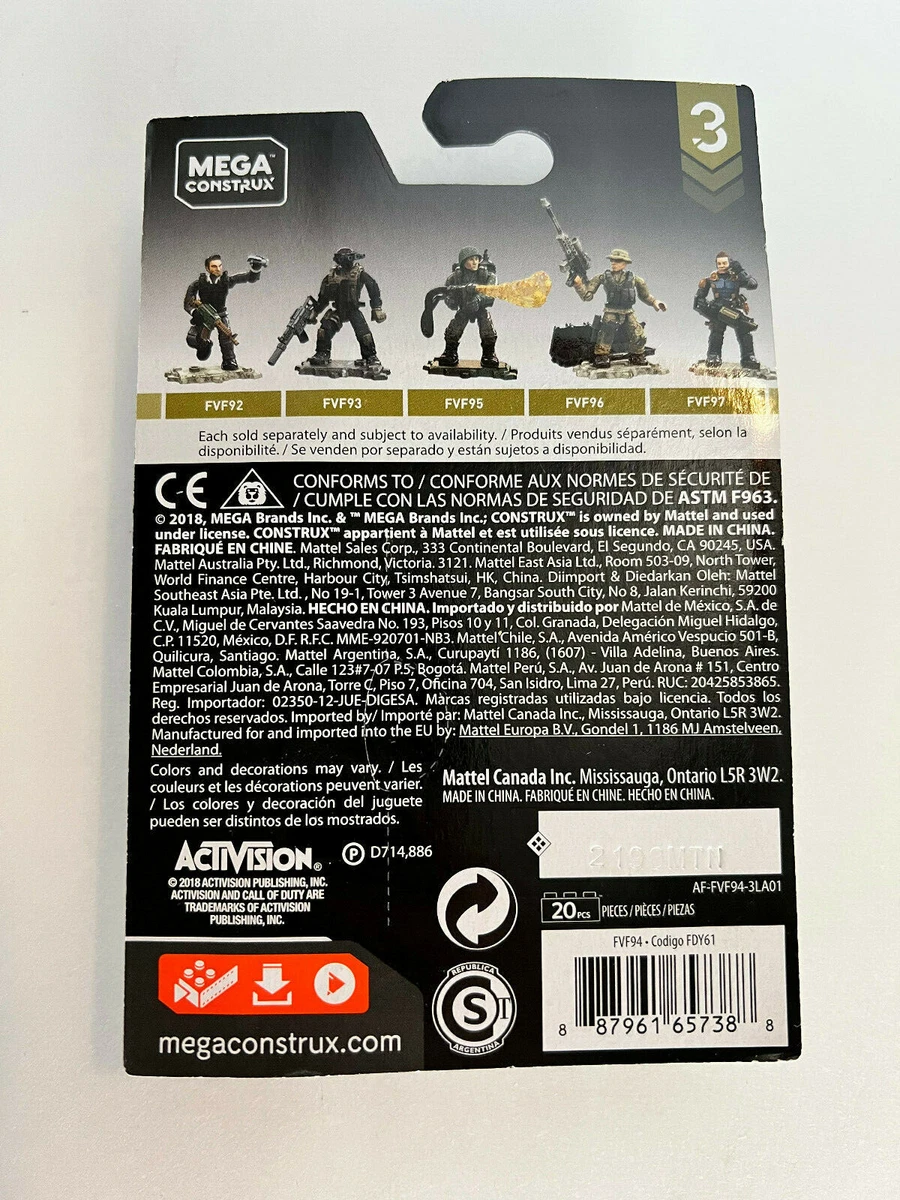 3
MEGA™
CONSTRUX
FVF92 FVF93 FVF95 FVF96 FVF97
Each sold separately and subject to availability. / Produits vendus séparément, selon la
disponibilité. / Se venden por separado y están sujetos a disponibilidad.
CE CONFORMS TO / CONFORME AUX NORMES DE SÉCURITÉ DE
/ CUMPLE CON LAS NORMAS DE SEGURIDAD DE ASTM F963.
© 2018, MEGA Brands Inc. & ™ MEGA Brands Inc.; CONSTRUX™ is owned by Mattel and used
under license. CONSTRUX™ appartient à Mattel et est utilisée sous licence. MADE IN CHINA.
FABRIQUÉ EN CHINE. Mattel Sales Corp., 333 Continental Boulevard, El Segundo, CA 90245, USA.
Mattel Australia Pty. Ltd., Richmond, Victoria. 3121. Mattel East Asia Ltd., Room 503-09, North Tower,
World Finance Centre, Harbour City, Tsimshatsui, HK, China. Diimport & Diedarkan Oleh: Mattel
Southeast Asia Pte. Ltd., No 19-1, Tower 3 Avenue 7, Bangsar South City, No 8, Jalan Kerinchi, 59200
Kuala Lumpur, Malaysia. HECHO EN CHINA. Importado y distribuido por Mattel de México, S.A. de
C.V., Miguel de Cervantes Saavedra No. 193, Pisos 10 y 11, Col. Granada, Delegación Miguel Hidalgo,
C.P. 11520, México, D.F. R.F.C. MME-920701-NB3. Mattel Chile, S.A., Avenida Américo Vespucio 501-B,
Quilicura, Santiago. Mattel Argentina, S.A., Curupaytí 1186, (1607) - Villa Adelina, Buenos Aires.
Mattel Colombia, S.A., Calle 123#7-07 P.5, Bogotá. Mattel Perú, S.A., Av. Juan de Arona # 151, Centro
Empresarial Juan de Arona, Torre C, Piso 7, Oficina 704, San Isidro, Lima 27, Perú. RUC: 20425853865.
Reg. Importador: 02350-12-JUE-DIGESA. Marcas registradas utilizadas bajo licencia. Todos los
derechos reservados. Imported by/ Importé par: Mattel Canada Inc., Mississauga, Ontario L5R 3W2.
Manufactured for and imported into the EU by: Mattel Europa B.V., Gondel 1, 1186 MJ Amstelveen,
Nederland.
Colors and decorations may vary. / Les
couleurs et les décorations peuvent varier.
/ Los colores y decoración del juguete
pueden ser distintos de los mostrados.
Mattel Canada Inc. Mississauga, Ontario L5R 3W2.
MADE IN CHINA. FABRIQUÉ EN CHINE. HECHO EN CHINA.
ACTIVISION® Ⓟ D714,886
© 2018 ACTIVISION PUBLISHING, INC.
ACTIVISION AND CALL OF DUTY ARE
TRADEMARKS OF ACTIVISION
PUBLISHING, INC.
AF-FVF94-3LA01
20PCS PIECES / PIÈCES / PIEZAS
FVF94 • Codigo FDY61
8 87961 65738 8
REPUBLICA
S T
ARGENTINA
megaconstrux.com